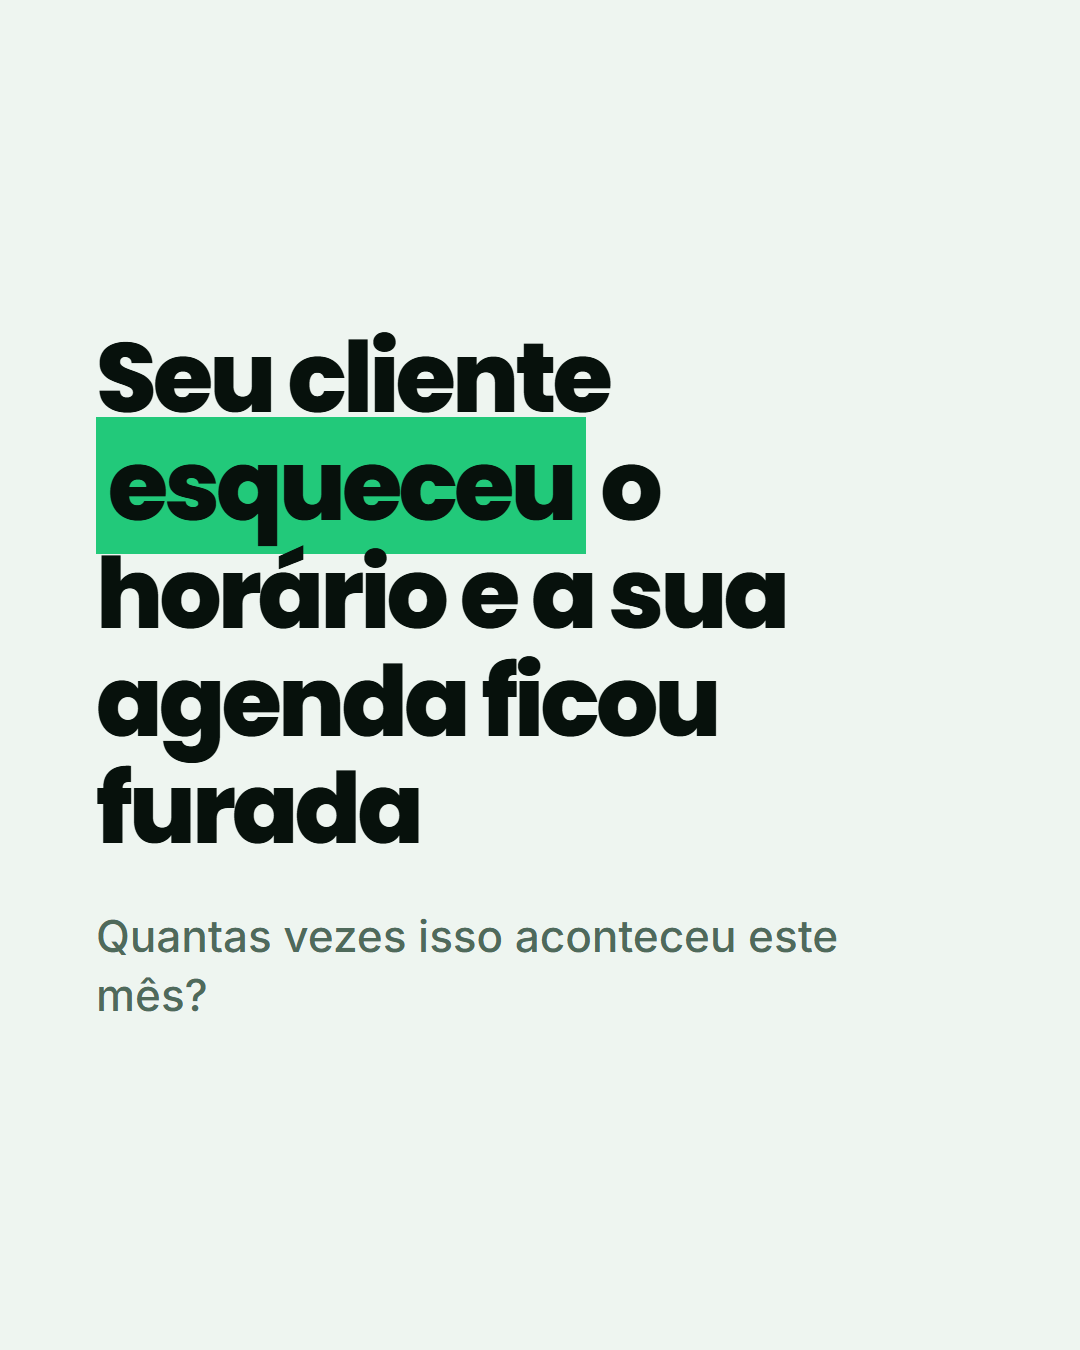 Seu cliente
esqueceu o
horário e a sua
agenda ficou
furada
Quantas vezes isso aconteceu este
mês?